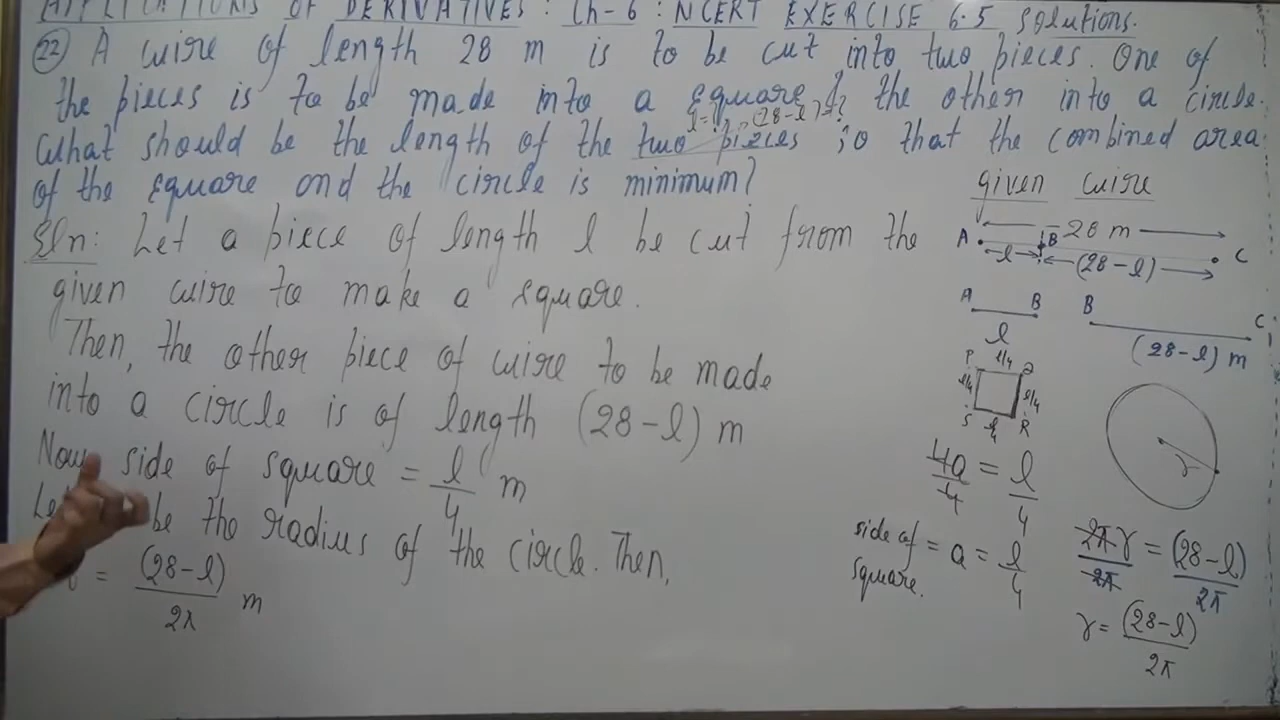 APPLICATIONS OF DERIVATIVES: Ch-6: NCERT EXERCISE 6.5 solutions.
(22) A wire of length 28 m is to be cut into two pieces. One of
the pieces is to be made into a square & the other into a circle.
l=? (28-l)=?
What should be the length of the two pieces so that the combined area
of the square and the circle is minimum?
Sln: Let a piece of length l be cut from the
given wire to make a square.
Then, the other piece of wire to be made
into a circle is of length (28-l) m
Now side of square = l/4 m
be the radius of the circle. Then,
= (28-l)/2π m
given wire
28 m
A B C
l (28-l)
A B B C
l (28-l) m
P l/4 Q
l/4 l/4
S l/4 R
r
4a/4 = l/4
side of square = a = l/4
2πr/2π = (28-l)/2π
r = (28-l)/2π